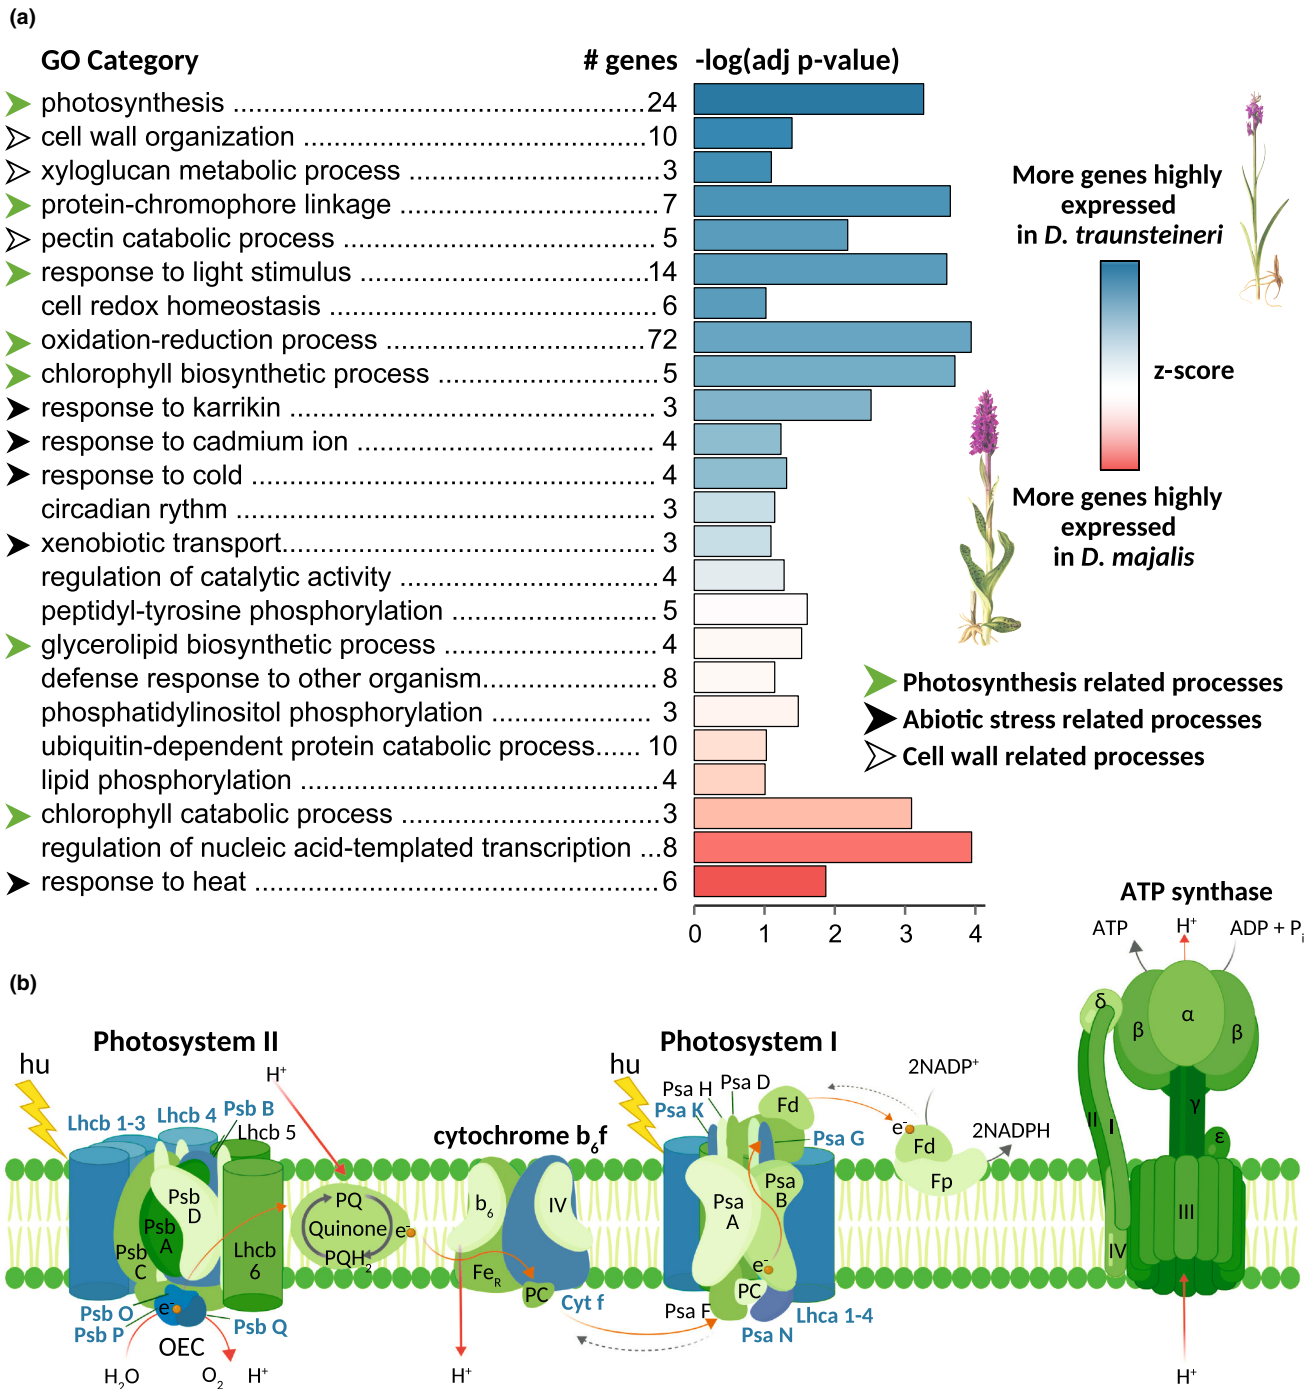 (a)
GO Category # genes -log(adj p-value)
photosynthesis ........ 24
cell wall organization ........ 10
xyloglucan metabolic process ........ 3
protein-chromophore linkage ........ 7
pectin catabolic process ........ 5
response to light stimulus ........ 14
cell redox homeostasis ........ 6
oxidation-reduction process ........ 72
chlorophyll biosynthetic process ........ 5
response to karrikin ........ 3
response to cadmium ion ........ 4
response to cold ........ 4
circadian rythm ........ 3
xenobiotic transport........ 3
regulation of catalytic activity ........ 4
peptidyl-tyrosine phosphorylation ........ 5
glycerolipid biosynthetic process ........ 4
defense response to other organism........ 8
phosphatidylinositol phosphorylation ........ 3
ubiquitin-dependent protein catabolic process...... 10
lipid phosphorylation ........ 4
chlorophyll catabolic process ........ 3
regulation of nucleic acid-templated transcription ...8
response to heat ........ 6
0 1 2 3 4
More genes highly
expressed
in D. traunsteineri
z-score
More genes highly
expressed
in D. majalis
Photosynthesis related processes
Abiotic stress related processes
Cell wall related processes
(b)
Photosystem II
hu
H⁺
Lhcb 1-3
Lhcb 4
Psb B
Lhcb 5
Psb
D
Psb
A
Psb
C
Lhcb
6
Psb O
Psb P
e⁻
Psb Q
OEC
H₂O
O₂
H⁺
PQ
Quinone
PQH₂
e⁻
cytochrome b₆f
b₆
IV
Fe_R
PC
Cyt f
H⁺
Photosystem I
hu
Psa H
Psa D
Psa K
Fd
Psa G
Psa
A
Psa
B
e⁻
PC
Psa F
Psa N
Lhca 1-4
2NADP⁺
e⁻
Fd
2NADPH
Fp
ATP synthase
ATP
H⁺
ADP + Pᵢ
δ
β
α
β
γ
II
I
ε
III
IV
H⁺